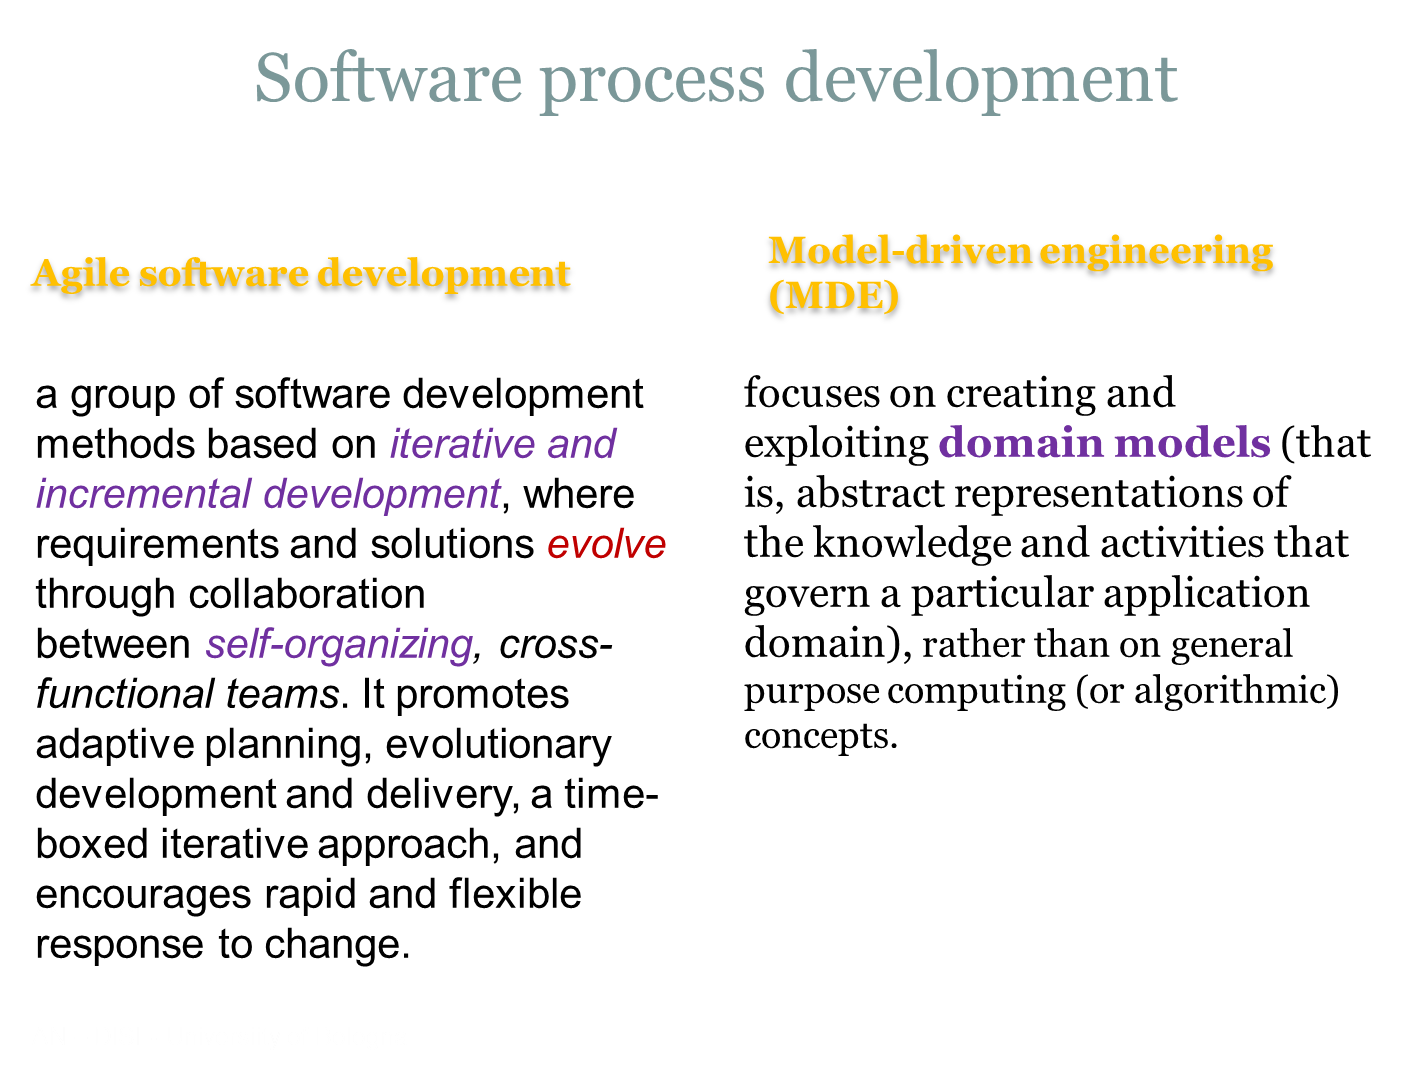 Software process development
Agile software development
a group of software development
methods based on iterative and
incremental development, where
requirements and solutions evolve
through collaboration
between self-organizing, cross-
functional teams. It promotes
adaptive planning, evolutionary
development and delivery, a time-
boxed iterative approach, and
encourages rapid and flexible
response to change.
Model-driven engineering
(MDE)
focuses on creating and
exploiting domain models (that
is, abstract representations of
the knowledge and activities that
govern a particular application
domain), rather than on general
purpose computing (or algorithmic)
concepts.